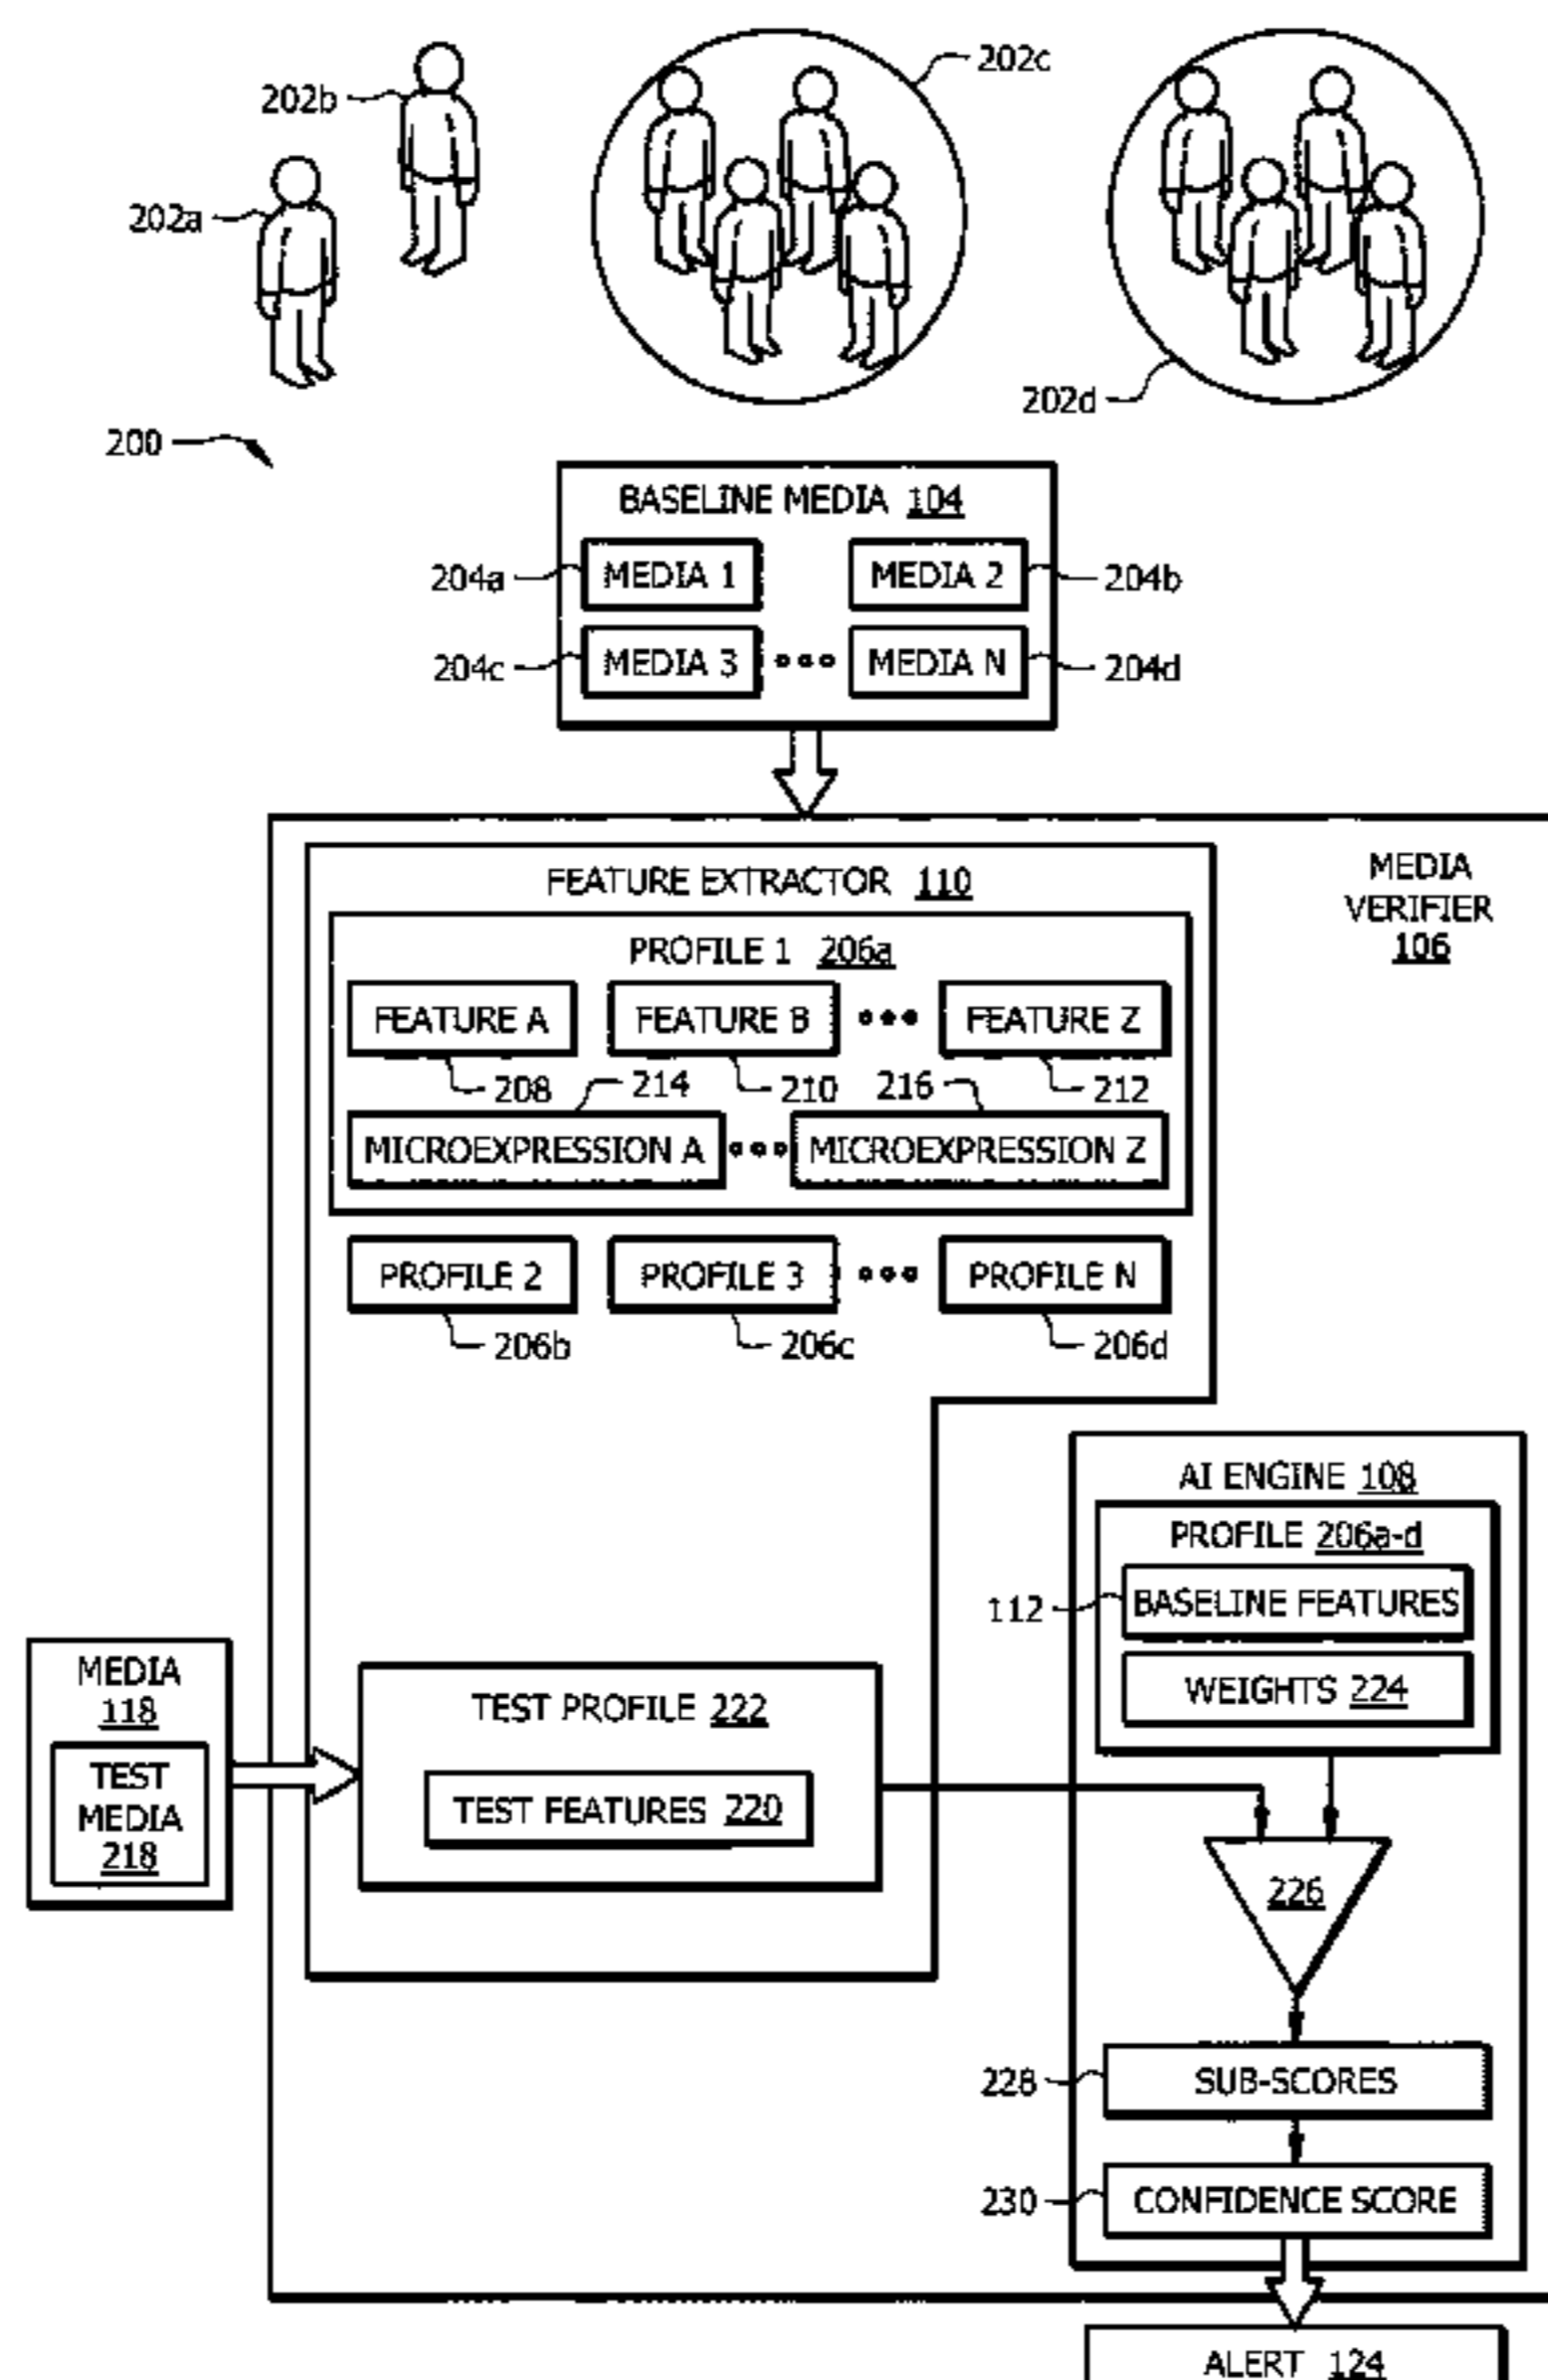 202b
202c
202a
202d
200
BASELINE MEDIA 104
204a MEDIA 1 MEDIA 2 204b
204c MEDIA 3 MEDIA N 204d
MEDIA
VERIFIER
106
FEATURE EXTRACTOR 110
PROFILE 1 206a
FEATURE A FEATURE B FEATURE Z
208 214 210 216 212
MICROEXPRESSION A MICROEXPRESSION Z
PROFILE 2 PROFILE 3 PROFILE N
206b 206c 206d
AI ENGINE 108
PROFILE 206a-d
112 BASELINE FEATURES
WEIGHTS 224
MEDIA
118
TEST
MEDIA
218
TEST PROFILE 222
TEST FEATURES 220
226
228 SUB-SCORES
230 CONFIDENCE SCORE
ALERT 124